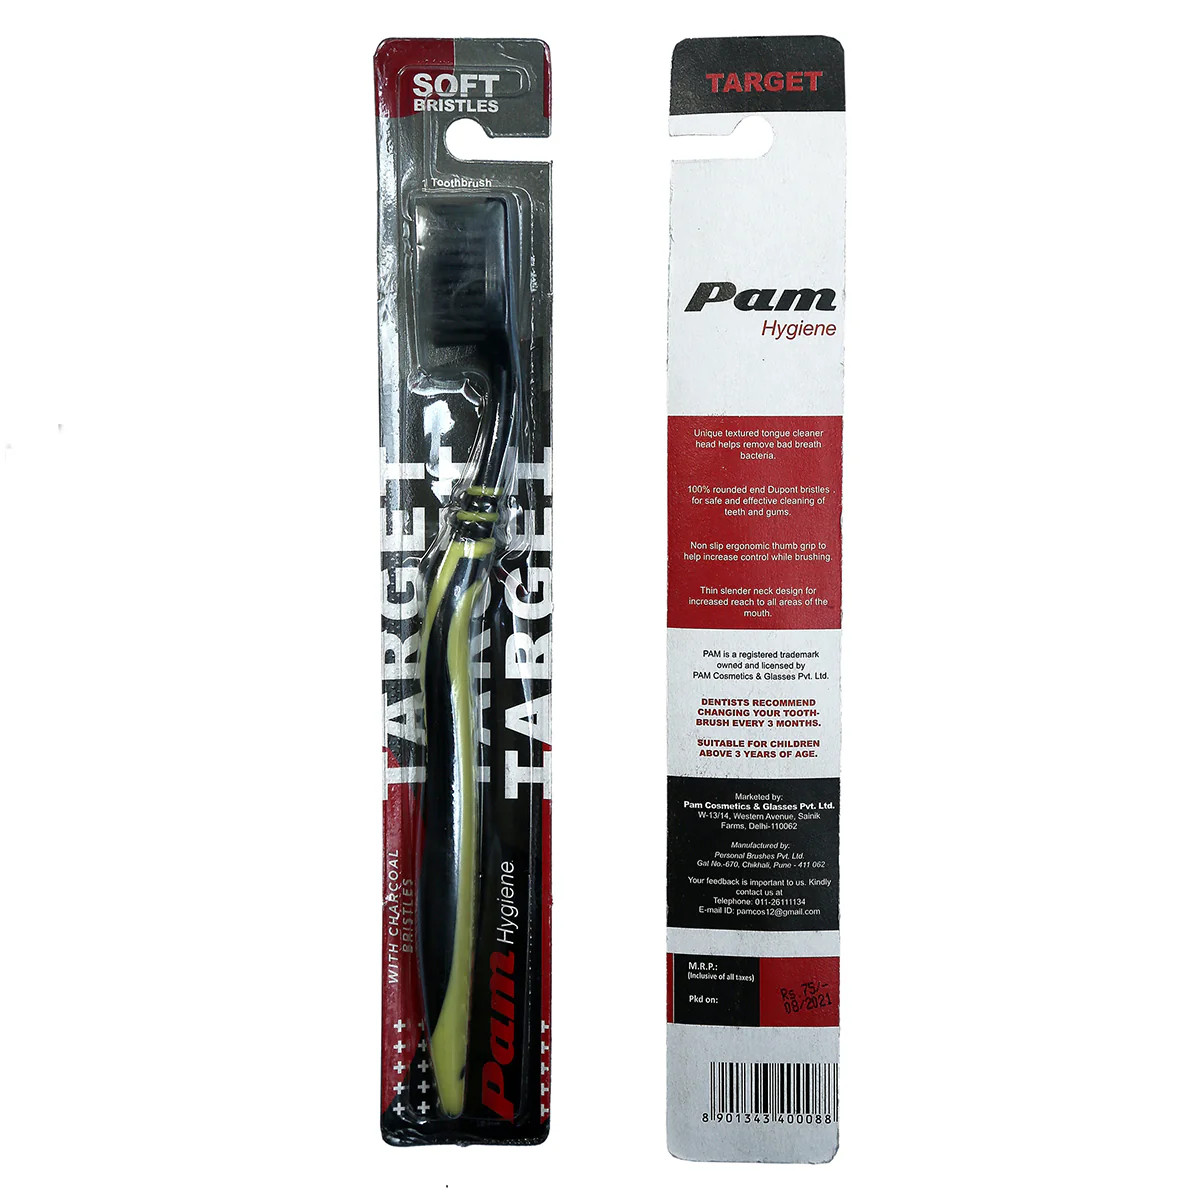 SOFT
BRISTLES
1 Toothbrush
TARGET
TARGET
TARGET
WITH CHARCOAL
BRISTLES
Pam Hygiene
TARGET
Pam
Hygiene
Unique textured tongue cleaner
head helps remove bad breath
bacteria.
100% rounded end Dupont bristles
for safe and effective cleaning of
teeth and gums.
Non slip ergonomic thumb grip to
help increase control while brushing.
Thin slender neck design for
increased reach to all areas of the
mouth.
PAM is a registered trademark
owned and licensed by
PAM Cosmetics & Glasses Pvt. Ltd.
DENTISTS RECOMMEND
CHANGING YOUR TOOTH-
BRUSH EVERY 3 MONTHS.
SUITABLE FOR CHILDREN
ABOVE 3 YEARS OF AGE.
Marketed by:
Pam Cosmetics & Glasses Pvt. Ltd.
W-13/14, Western Avenue, Sainik
Farms, Delhi-110062
Manufactured by:
Personal Brushes Pvt. Ltd.
Gat No.-670, Chikhali, Pune - 411 062
Your feedback is important to us. Kindly
contact us at
Telephone: 011-26111134
E-mail ID: pamcos12@gmail.com
M.R.P.:
(Inclusive of all taxes)
Rs.75/-
Pkd on:
08/2021
8 901343 400088